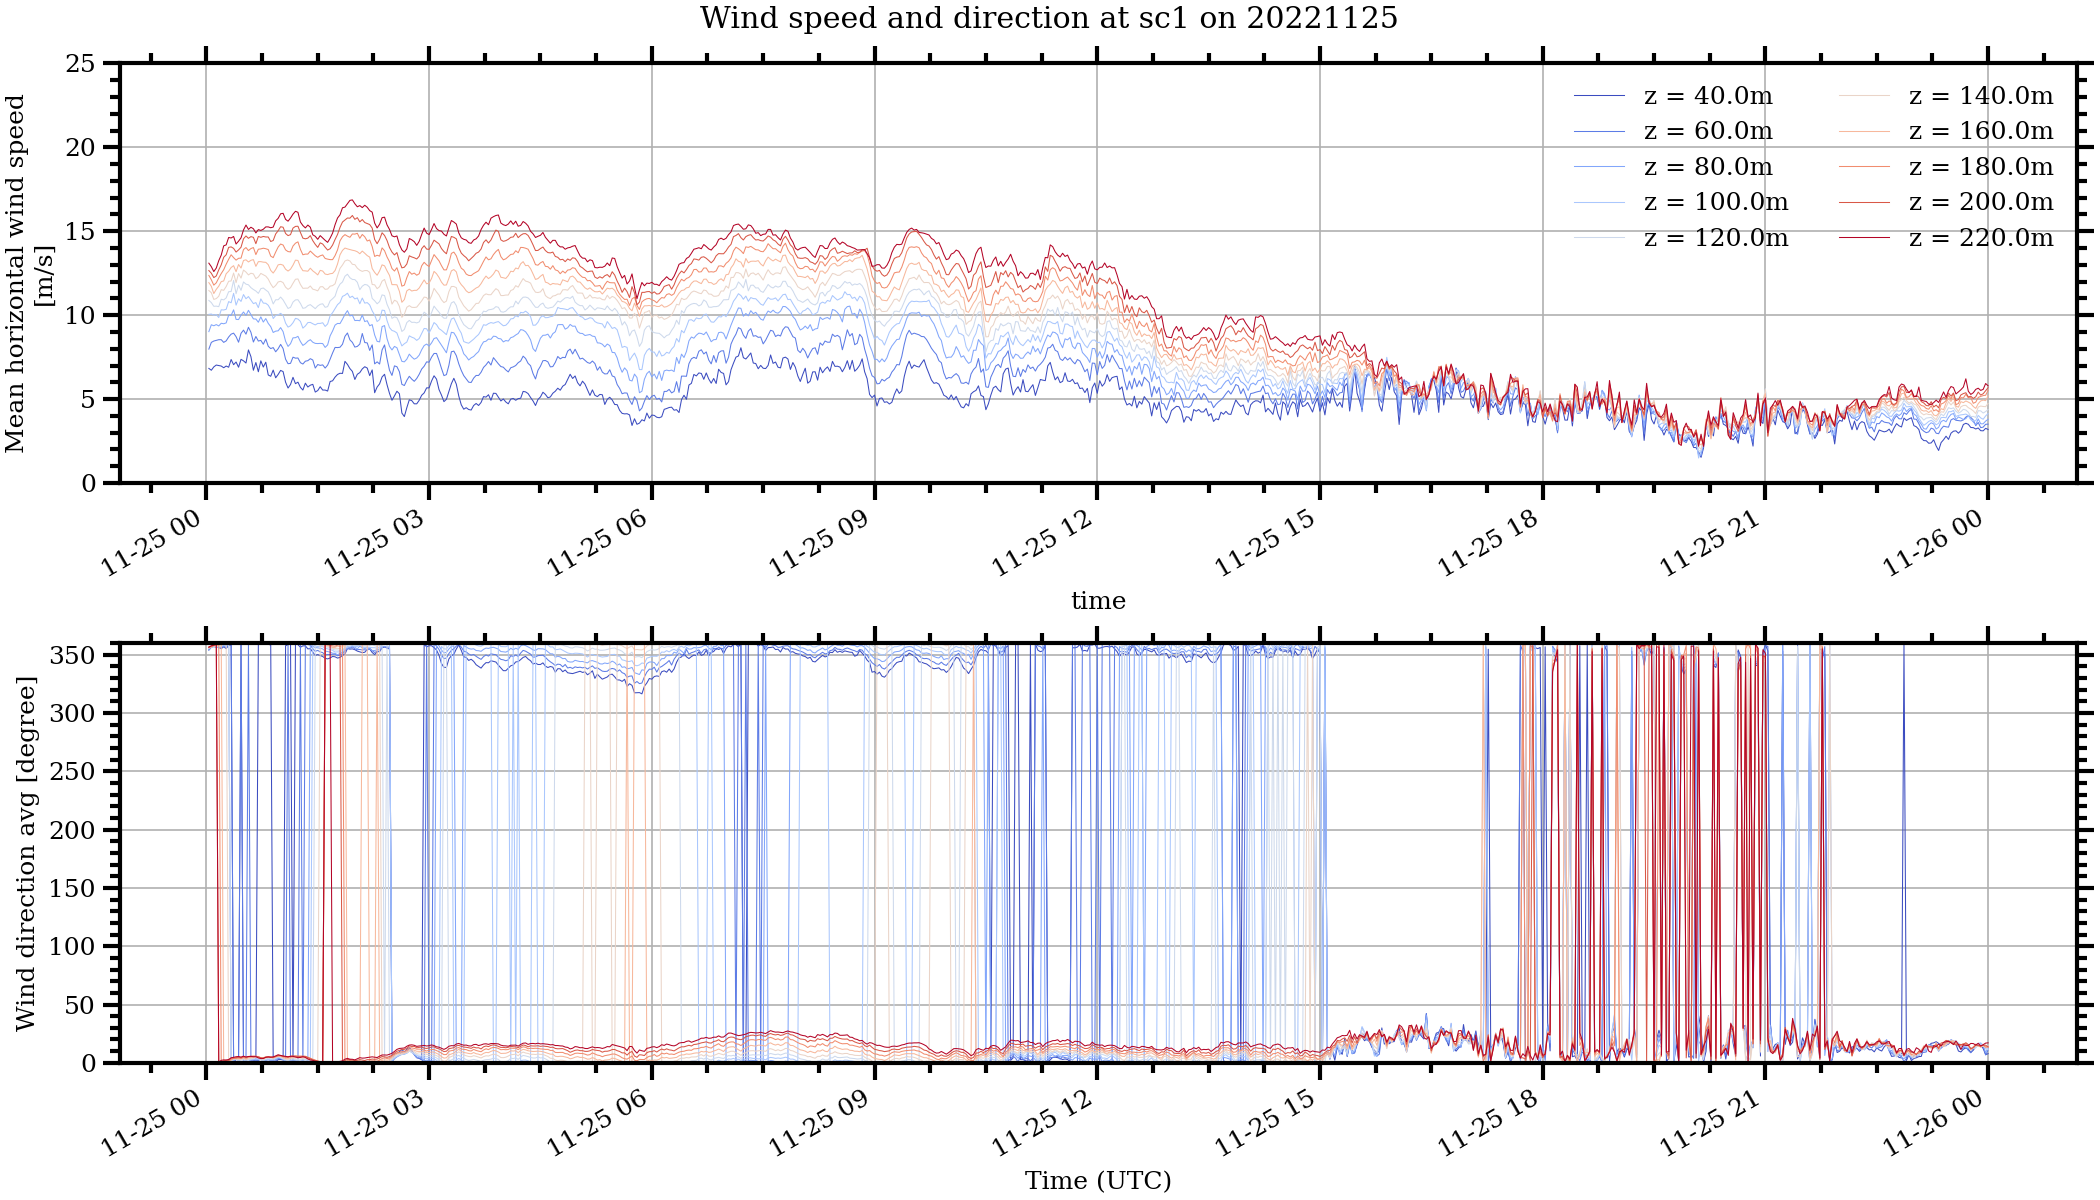 Wind speed and direction at sc1 on 20221125
Mean horizontal wind speed
[m/s]
25
20
15
10
5
0
z = 40.0m
z = 60.0m
z = 80.0m
z = 100.0m
z = 120.0m
z = 140.0m
z = 160.0m
z = 180.0m
z = 200.0m
z = 220.0m
11-25 00
11-25 03
11-25 06
11-25 09
11-25 12
11-25 15
11-25 18
11-25 21
11-26 00
time
Wind direction avg [degree]
350
300
250
200
150
100
50
0
11-25 00
11-25 03
11-25 06
11-25 09
11-25 12
11-25 15
11-25 18
11-25 21
11-26 00
Time (UTC)